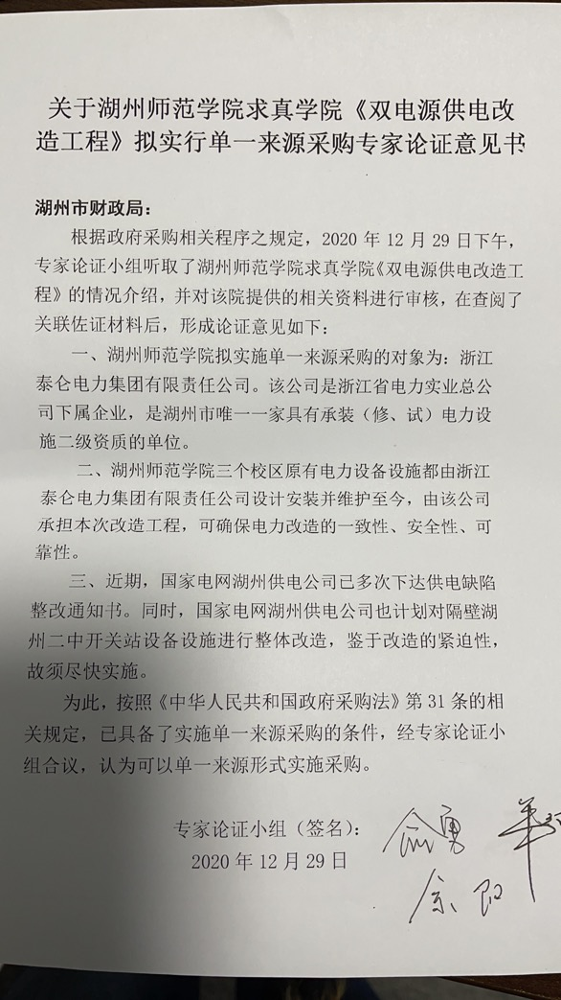 关于湖州师范学院求真学院《双电源供电改
造工程》拟实行单一来源采购专家论证意见书
湖州市财政局：
根据政府采购相关程序之规定，2020 年 12 月 29 日下午，
专家论证小组听取了湖州师范学院求真学院《双电源供电改造工
程》的情况介绍，并对该院提供的相关资料进行审核，在查阅了
关联佐证材料后，形成论证意见如下：
一、湖州师范学院拟实施单一来源采购的对象为：浙江
泰仑电力集团有限责任公司。该公司是浙江省电力实业总公
司下属企业，是湖州市唯一一家具有承装（修、试）电力设
施二级资质的单位。
二、湖州师范学院三个校区原有电力设备设施都由浙江
泰仑电力集团有限责任公司设计安装并维护至今，由该公司
承担本次改造工程，可确保电力改造的一致性、安全性、可
靠性。
三、近期，国家电网湖州供电公司已多次下达供电缺陷
整改通知书。同时，国家电网湖州供电公司也计划对隔壁湖
州二中开关站设备设施进行整体改造，鉴于改造的紧迫性，
故须尽快实施。
为此，按照《中华人民共和国政府采购法》第 31 条的相
关规定，已具备了实施单一来源采购的条件，经专家论证小
组合议，认为可以单一来源形式实施采购。
专家论证小组（签名）：
2020 年 12 月 29 日